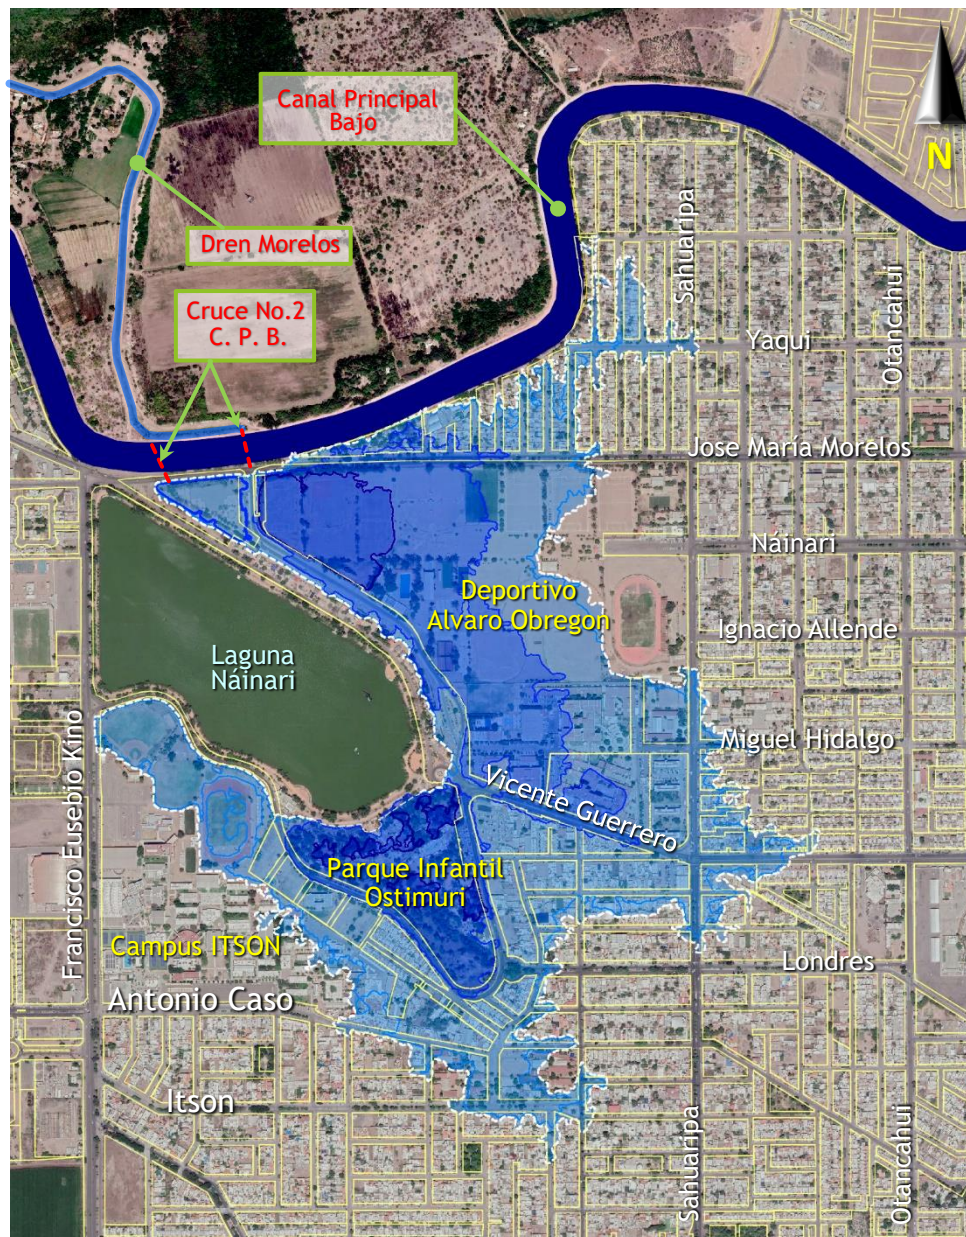 Canal Principal
Bajo
N
Dren Morelos
Sahuaripa
Otancahui
Cruce No.2
C. P. B.
Yaqui
Jose María Morelos
Náinari
Deportivo
Alvaro Obregon
Ignacio Allende
Laguna
Náinari
Miguel Hidalgo
Francisco Eusebio Kino
Vicente Guerrero
Parque Infantil
Ostimuri
Campus ITSON
Londres
Antonio Caso
Itson
Sahuaripa
Otancahui